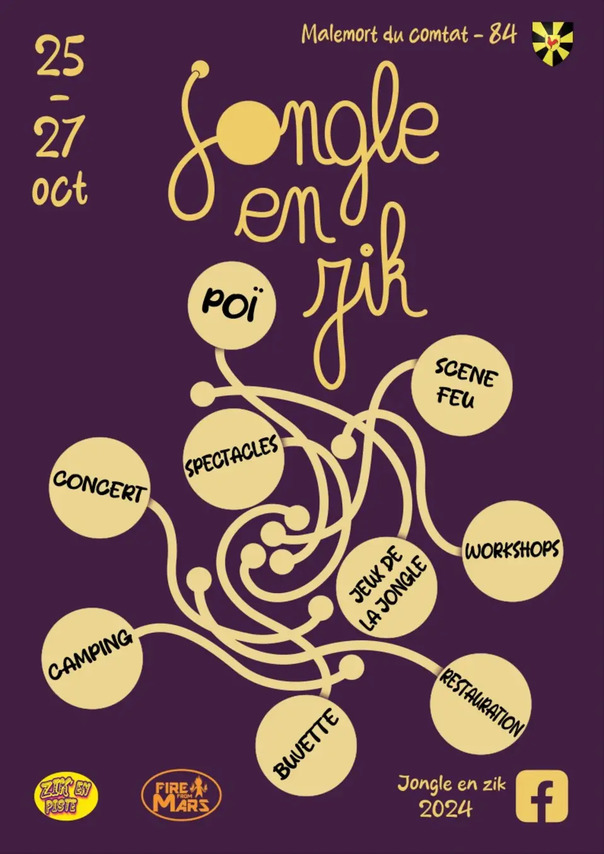 Malemort du comtat - 84
25
-
27
oct
Jongle
en
zik
POÏ
SCENE
FEU
SPECTACLES
CONCERT
WORKSHOPS
JEUX DE
LA JONGLE
CAMPING
RESTAURATION
BUVETTE
ZIK EN
PISTE
FIRE
FROM
MARS
Jongle en zik
2024
f